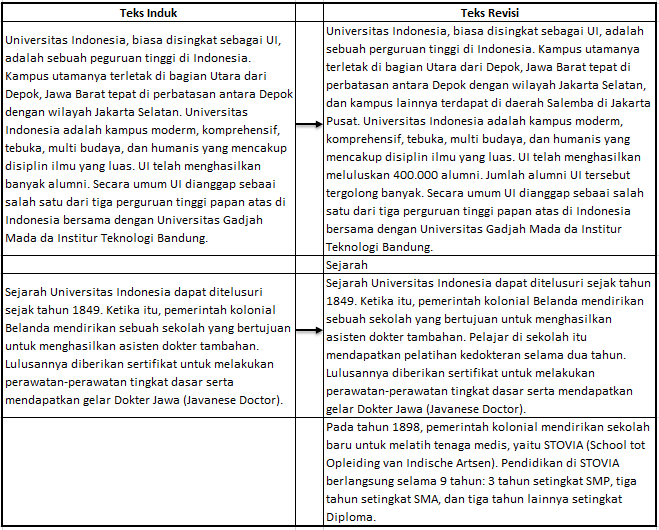 Teks Induk
Teks Revisi
Universitas Indonesia, biasa disingkat sebagai UI,
adalah sebuah peguruan tinggi di Indonesia.
Kampus utamanya terletak di bagian Utara dari
Depok, Jawa Barat tepat di perbatasan antara Depok
dengan wilayah Jakarta Selatan. Universitas
Indonesia adalah kampus moderm, komprehensif,
tebuka, multi budaya, dan humanis yang mencakup
disiplin ilmu yang luas. UI telah menghasilkan
banyak alumni. Secara umum UI dianggap sebaai
salah satu dari tiga perguruan tinggi papan atas di
Indonesia bersama dengan Universitas Gadjah
Mada da Institur Teknologi Bandung.
Universitas Indonesia, biasa disingkat sebagai UI, adalah
sebuah perguruan tinggi di Indonesia. Kampus utamanya
terletak di bagian Utara dari Depok, Jawa Barat tepat di
perbatasan antara Depok dengan wilayah Jakarta Selatan,
dan kampus lainnya terdapat di daerah Salemba di Jakarta
Pusat. Universitas Indonesia adalah kampus moderm,
komprehensif, tebuka, multi budaya, dan humanis yang
mencakup disiplin ilmu yang luas. UI telah menghasilkan
meluluskan 400.000 alumni. Jumlah alumni UI tersebut
tergolong banyak. Secara umum UI dianggap sebaai salah
satu dari tiga perguruan tinggi papan atas di Indonesia
bersama dengan Universitas Gadjah Mada da Institur
Teknologi Bandung.
Sejarah
Sejarah Universitas Indonesia dapat ditelusuri
sejak tahun 1849. Ketika itu, pemerintah kolonial
Belanda mendirikan sebuah sekolah yang bertujuan
untuk menghasilkan asisten dokter tambahan.
Lulusannya diberikan sertifikat untuk melakukan
perawatan-perawatan tingkat dasar serta
mendapatkan gelar Dokter Jawa (Javanese Doctor).
Sejarah Universitas Indonesia dapat ditelusuri sejak tahun
1849. Ketika itu, pemerintah kolonial Belanda mendirikan
sebuah sekolah yang bertujuan untuk menghasilkan
asisten dokter tambahan. Pelajar di sekolah itu
mendapatkan pelatihan kedokteran selama dua tahun.
Lulusannya diberikan sertifikat untuk melakukan
perawatan-perawatan tingkat dasar serta mendapatkan
gelar Dokter Jawa (Javanese Doctor).
Pada tahun 1898, pemerintah kolonial mendirikan sekolah
baru untuk melatih tenaga medis, yaitu STOVIA (School tot
Opleiding van Indische Artsen). Pendidikan di STOVIA
berlangsung selama 9 tahun: 3 tahun setingkat SMP, tiga
tahun setingkat SMA, dan tiga tahun lainnya setingkat
Diploma.